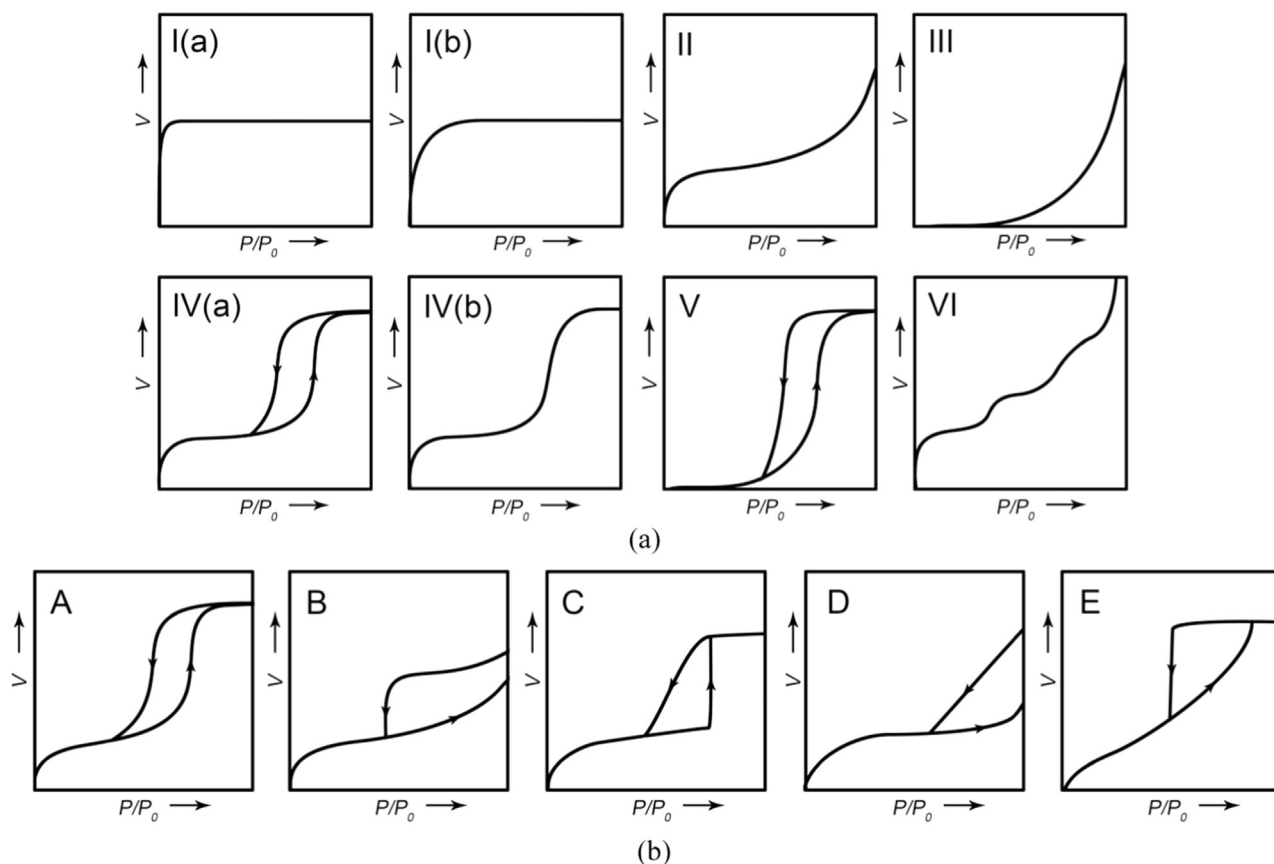 I(a) I(b) II III
V V V V
P/P₀ P/P₀ P/P₀ P/P₀
IV(a) IV(b) V VI
V V V V
P/P₀ P/P₀ P/P₀ P/P₀
(a)
A B C D E
V V V V V
P/P₀ P/P₀ P/P₀ P/P₀ P/P₀
(b)